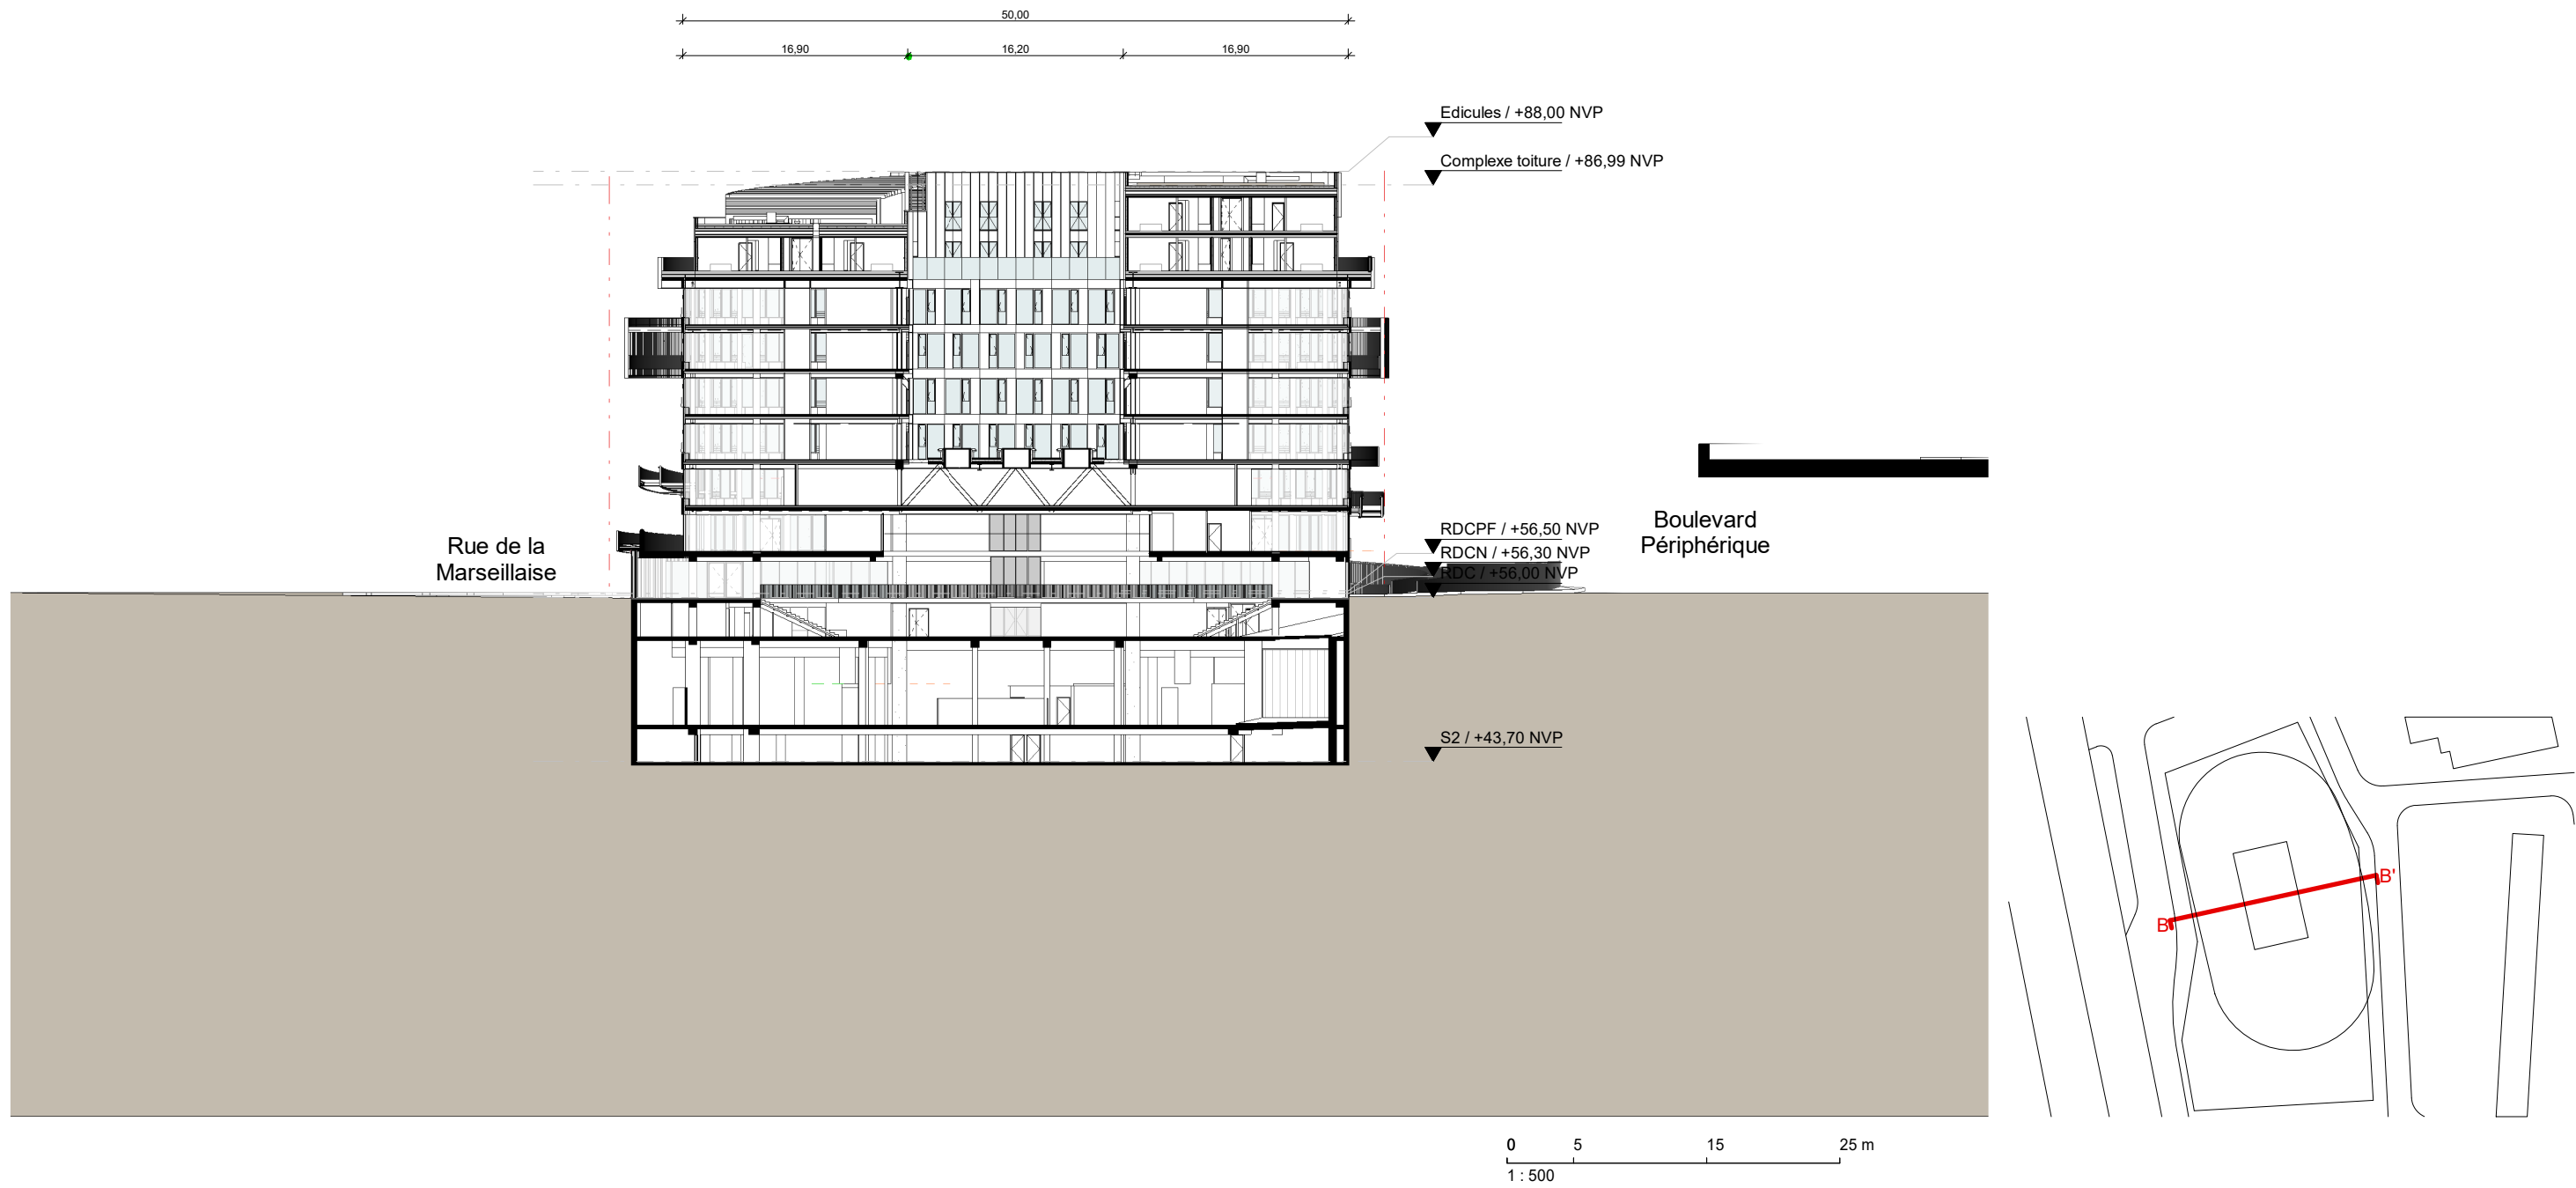 50,00
16,90
16,20
16,90
Edicules / +88,00 NVP
Complexe toiture / +86,99 NVP
Rue de la
Marseillaise
RDCPF / +56,50 NVP
RDCN / +56,30 NVP
RDC / +56,00 NVP
Boulevard
Périphérique
S2 / +43,70 NVP
B
B'
0 5 15 25 m
1 : 500